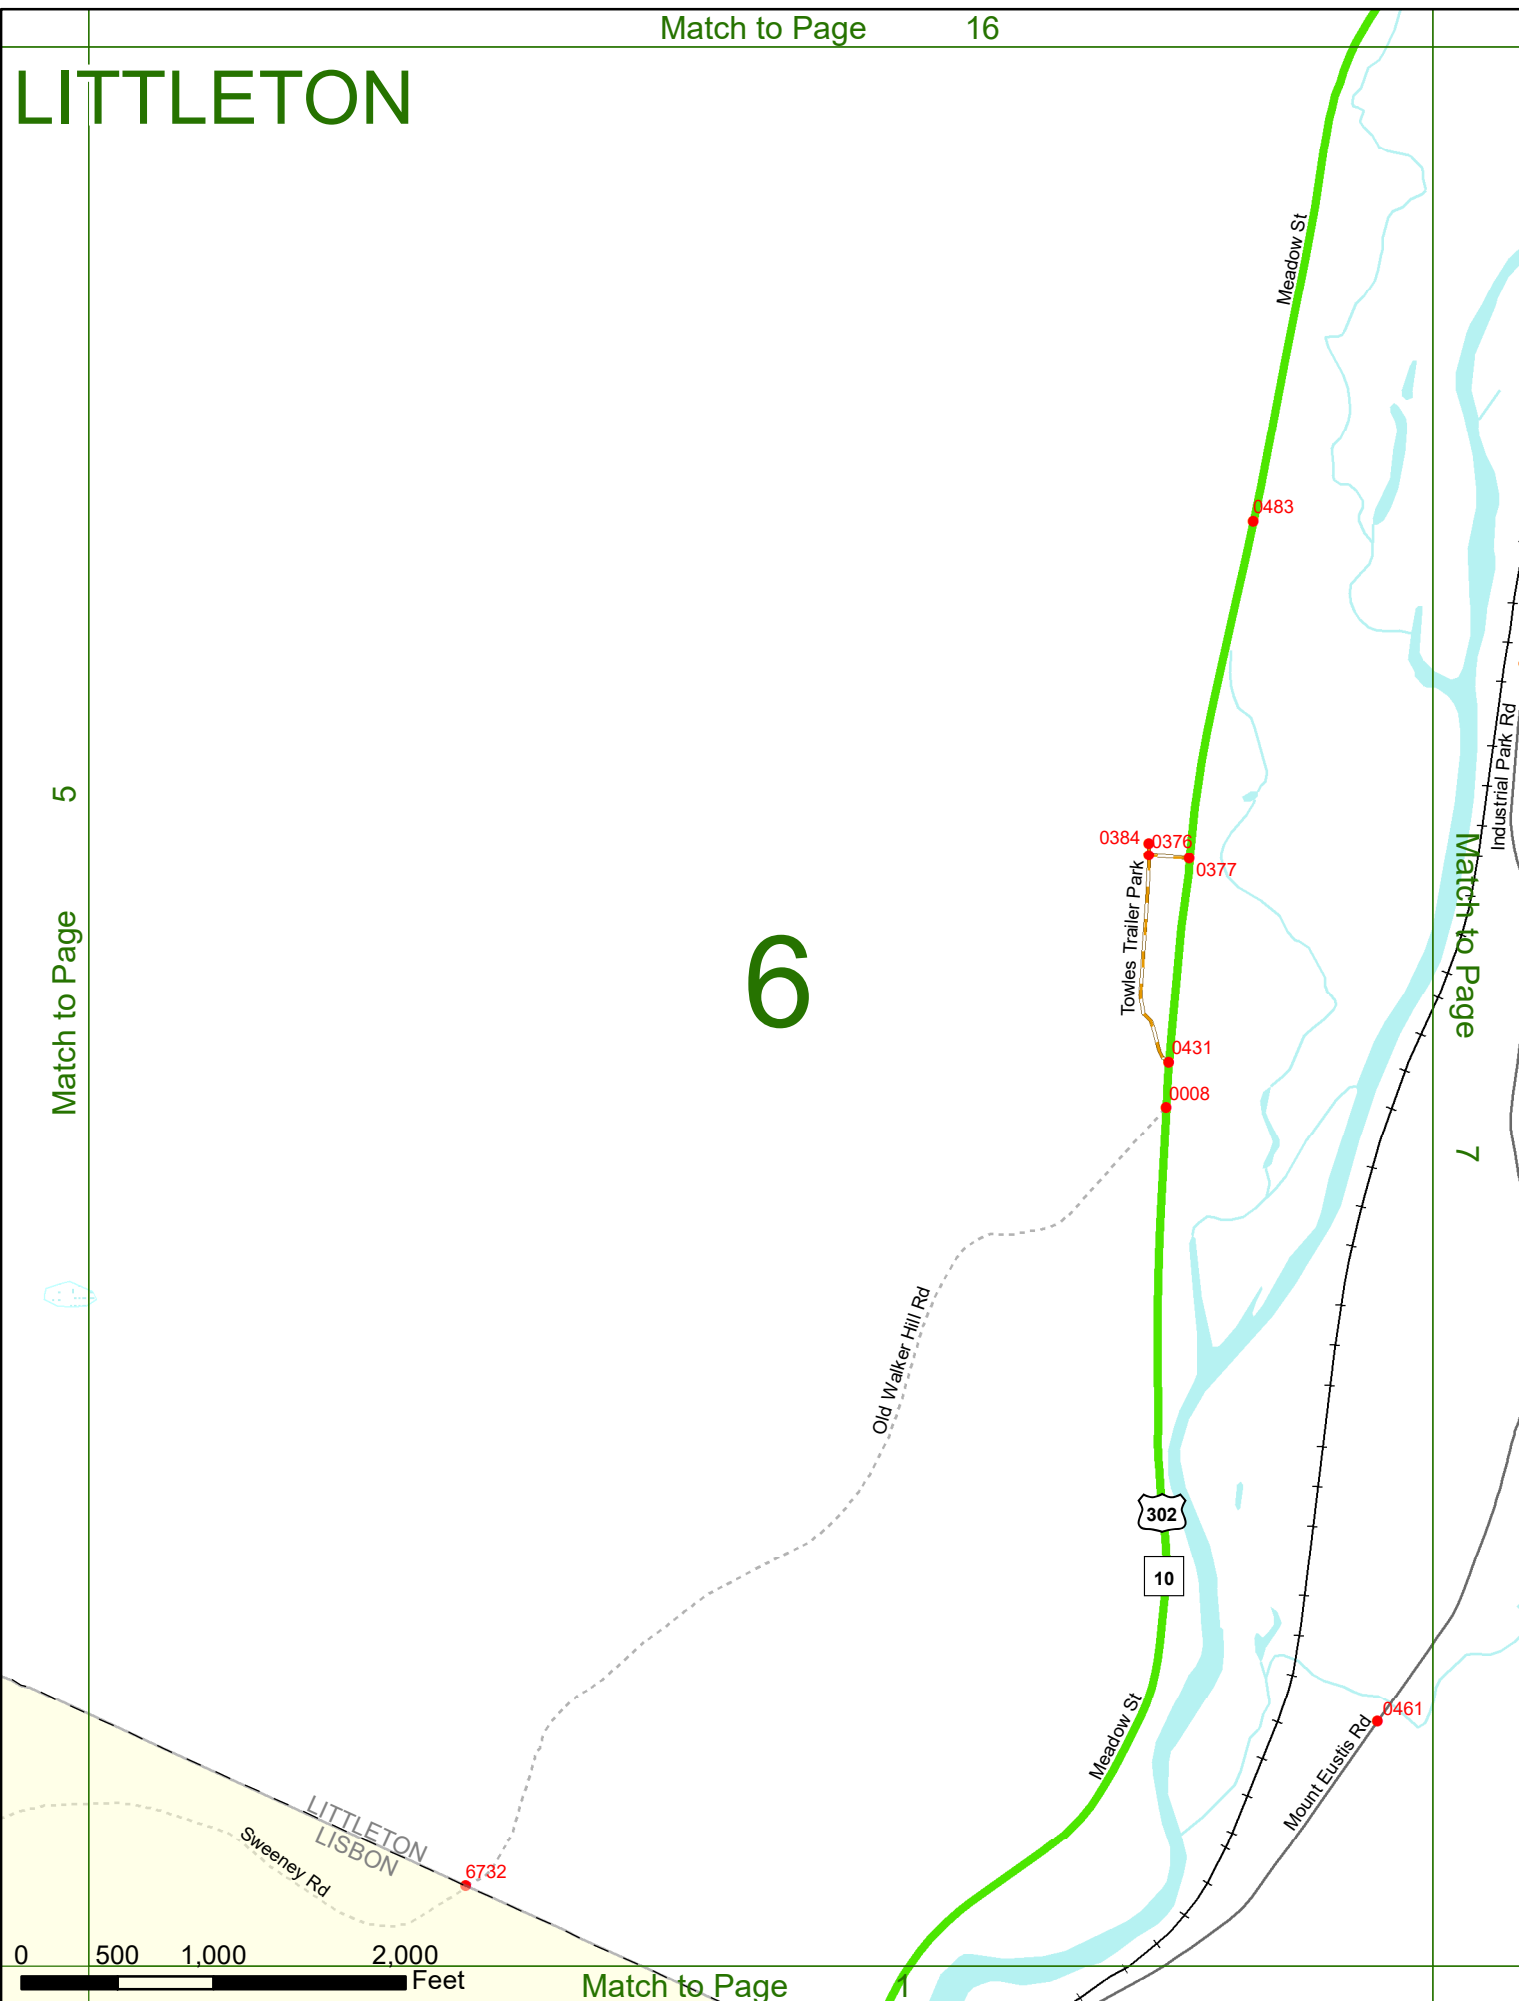 Match to Page 16
LITTLETON
Meadow St
0483
Industrial Park Rd
Match to Page 5
0384
0376
0377
Towles Trailer Park
Match to Page 7
6
0431
0008
Old Walker Hill Rd
302
10
Meadow St
0461
Mount Eustis Rd
LITTLETON
LISBON
Sweeney Rd
6732
0 500 1,000 2,000
Feet
Match to Page 1